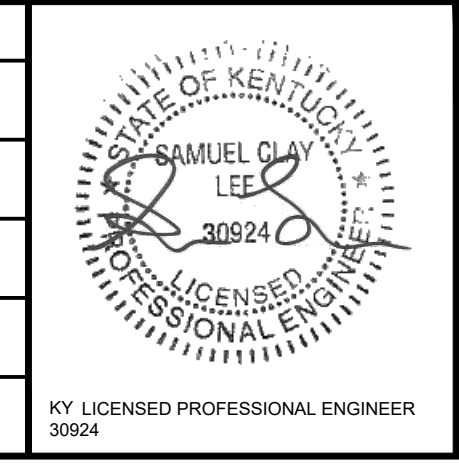 STATE OF KENTUCKY
SAMUEL CLAY
LEE
30924
LICENSED
PROFESSIONAL ENGINEER
KY LICENSED PROFESSIONAL ENGINEER
30924